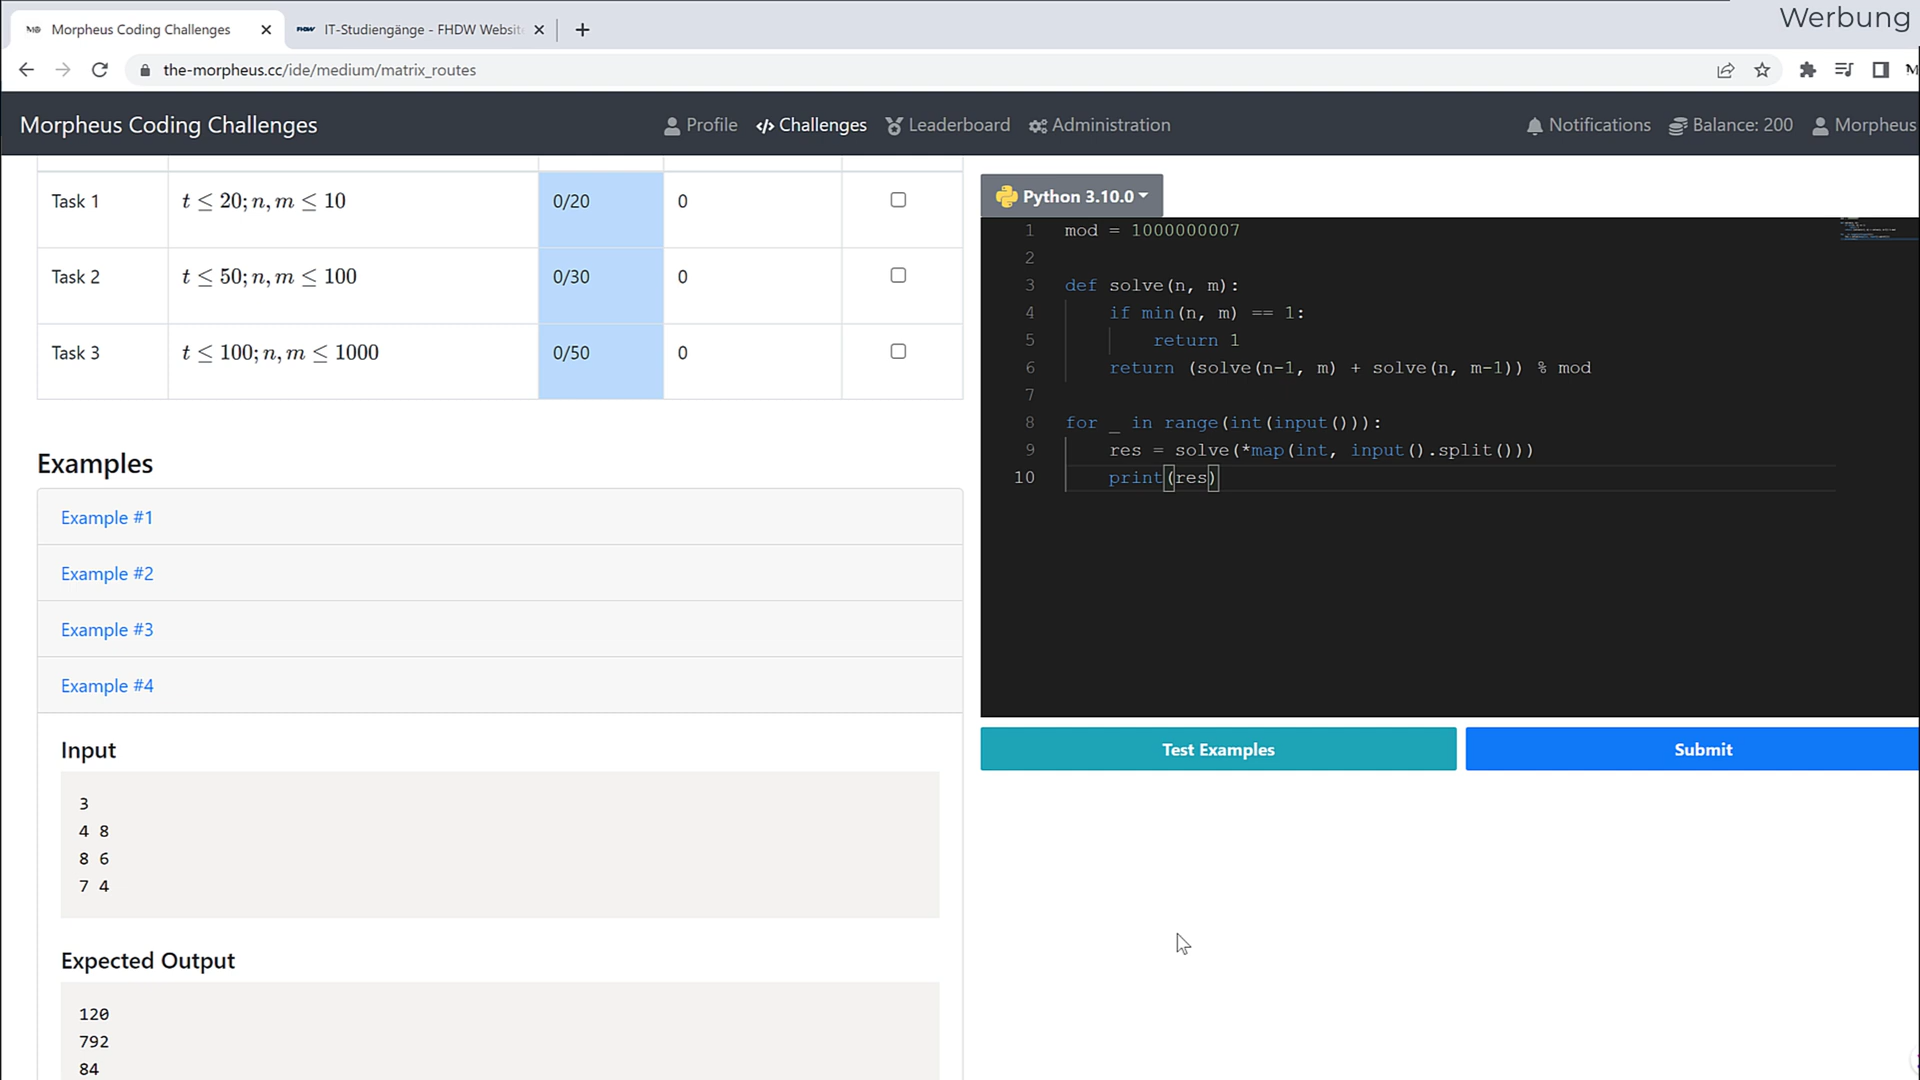 Werbung
Morpheus Coding Challenges
IT-Studiengänge - FHDW Website
the-morpheus.cc/ide/medium/matrix_routes
Morpheus Coding Challenges
Profile
Challenges
Leaderboard
Administration
Notifications
Balance: 200
Morpheus
Task 1 t ≤ 20; n, m ≤ 10 0/20 0
Task 2 t ≤ 50; n, m ≤ 100 0/30 0
Task 3 t ≤ 100; n, m ≤ 1000 0/50 0
Examples
Example #1
Example #2
Example #3
Example #4
Input
3
4 8
8 6
7 4
Expected Output
120
792
84
Python 3.10.0
1 mod = 1000000007
2
3 def solve(n, m):
4     if min(n, m) == 1:
5         return 1
6     return (solve(n-1, m) + solve(n, m-1)) % mod
7
8 for _ in range(int(input())):
9     res = solve(*map(int, input().split()))
10     print(res)
Test Examples
Submit